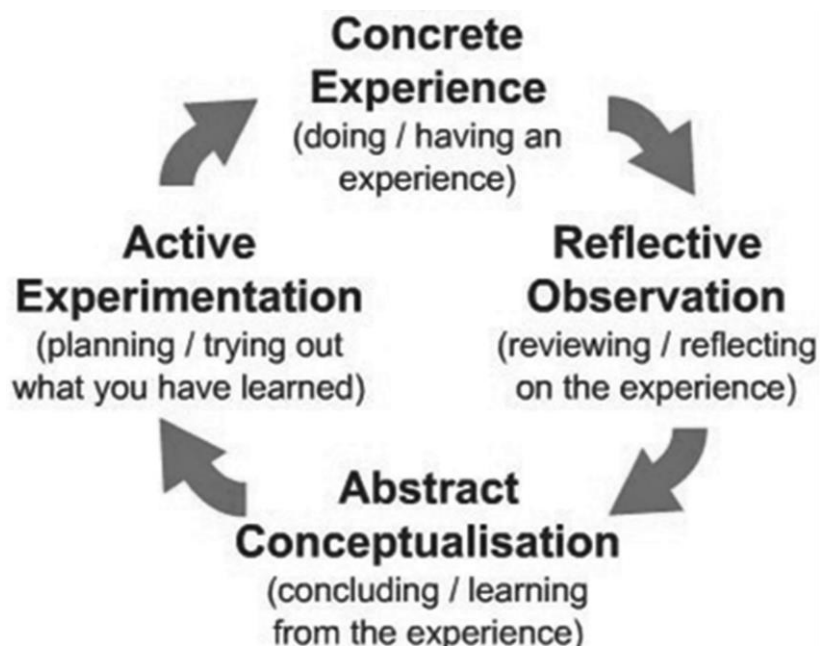 Concrete
Experience
(doing / having an
experience)
Reflective
Observation
(reviewing / reflecting
on the experience)
Abstract
Conceptualisation
(concluding / learning
from the experience)
Active
Experimentation
(planning / trying out
what you have learned)